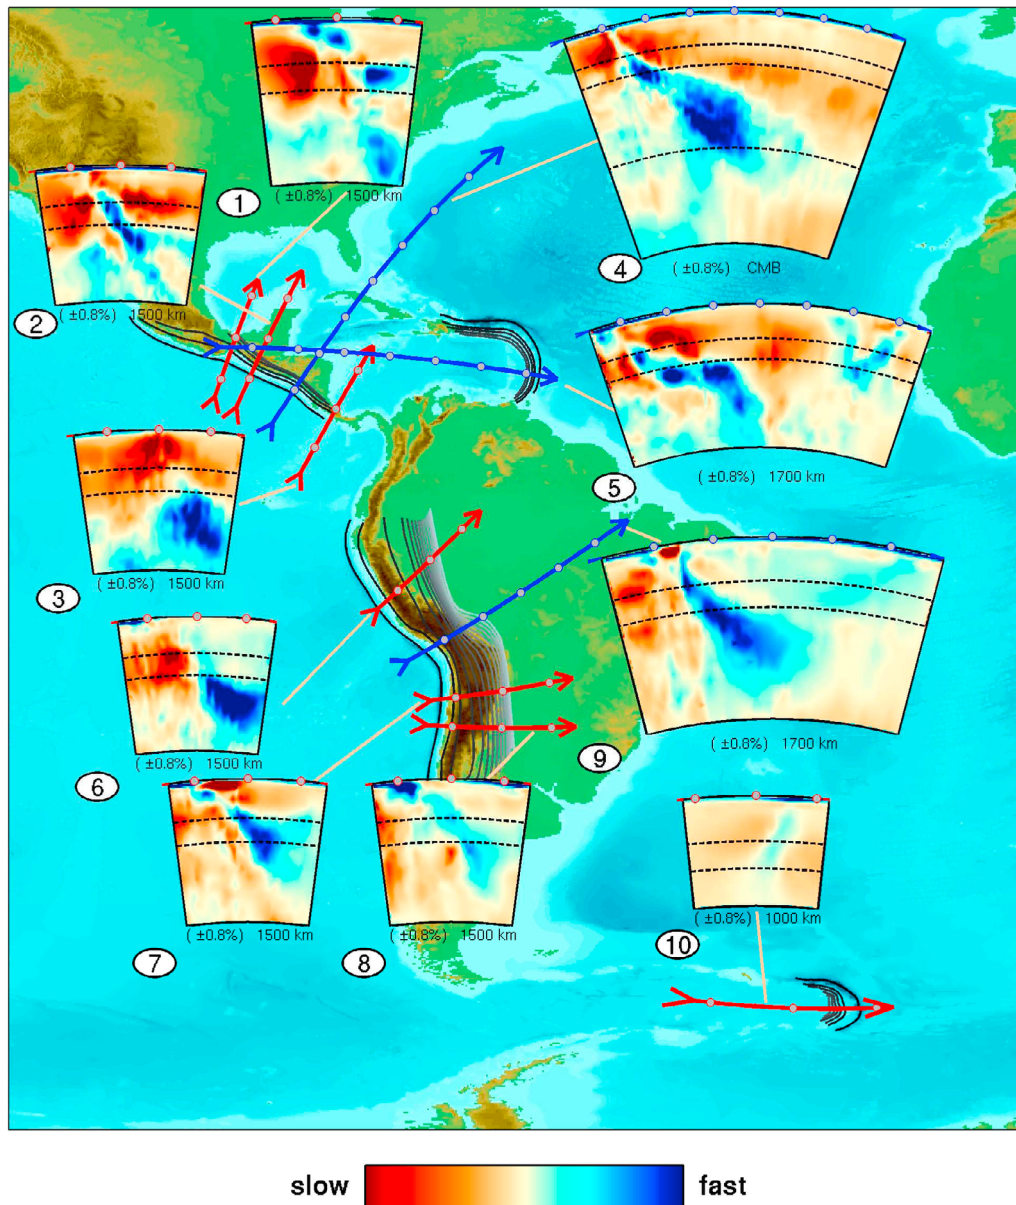 1
( ±0.8%) 1500 km
2
( ±0.8%) 1500 km
4
( ±0.8%) CMB
5
( ±0.8%) 1700 km
3
( ±0.8%) 1500 km
6
( ±0.8%) 1500 km
9
( ±0.8%) 1700 km
7
( ±0.8%) 1500 km
8
( ±0.8%) 1500 km
10
( ±0.8%) 1000 km
slow fast